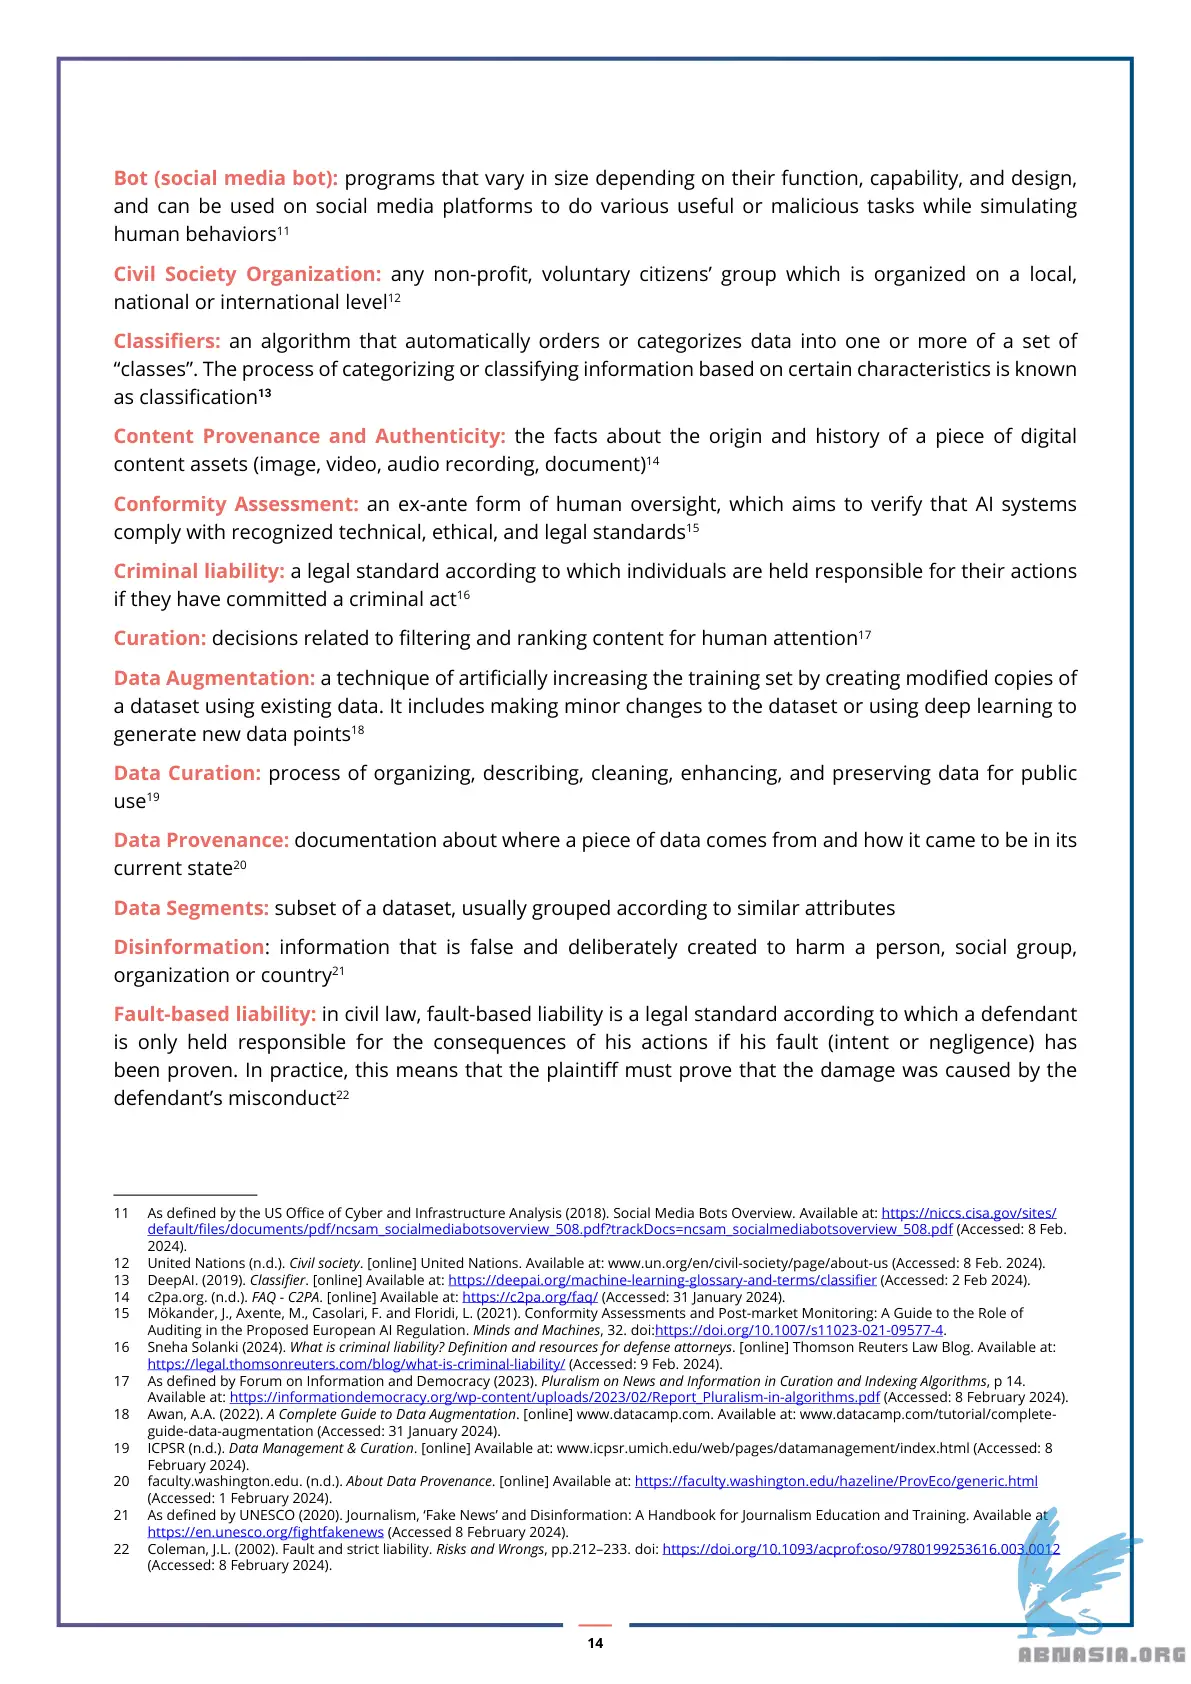 Bot (social media bot): programs that vary in size depending on their function, capability, and design,
and can be used on social media platforms to do various useful or malicious tasks while simulating
human behaviors11
Civil Society Organization: any non-profit, voluntary citizens’ group which is organized on a local,
national or international level12
Classifiers: an algorithm that automatically orders or categorizes data into one or more of a set of
“classes”. The process of categorizing or classifying information based on certain characteristics is known
as classification13
Content Provenance and Authenticity: the facts about the origin and history of a piece of digital
content assets (image, video, audio recording, document)14
Conformity Assessment: an ex-ante form of human oversight, which aims to verify that AI systems
comply with recognized technical, ethical, and legal standards15
Criminal liability: a legal standard according to which individuals are held responsible for their actions
if they have committed a criminal act16
Curation: decisions related to filtering and ranking content for human attention17
Data Augmentation: a technique of artificially increasing the training set by creating modified copies of
a dataset using existing data. It includes making minor changes to the dataset or using deep learning to
generate new data points18
Data Curation: process of organizing, describing, cleaning, enhancing, and preserving data for public
use19
Data Provenance: documentation about where a piece of data comes from and how it came to be in its
current state20
Data Segments: subset of a dataset, usually grouped according to similar attributes
Disinformation: information that is false and deliberately created to harm a person, social group,
organization or country21
Fault-based liability: in civil law, fault-based liability is a legal standard according to which a defendant
is only held responsible for the consequences of his actions if his fault (intent or negligence) has
been proven. In practice, this means that the plaintiff must prove that the damage was caused by the
defendant’s misconduct22
11 As defined by the US Office of Cyber and Infrastructure Analysis (2018). Social Media Bots Overview. Available at: https://niccs.cisa.gov/sites/
default/files/documents/pdf/ncsam_socialmediabotsoverview_508.pdf?trackDocs=ncsam_socialmediabotsoverview_508.pdf (Accessed: 8 Feb.
2024).
12 United Nations (n.d.). Civil society. [online] United Nations. Available at: www.un.org/en/civil-society/page/about-us (Accessed: 8 Feb. 2024).
13 DeepAI. (2019). Classifier. [online] Available at: https://deepai.org/machine-learning-glossary-and-terms/classifier (Accessed: 2 Feb 2024).
14 c2pa.org. (n.d.). FAQ - C2PA. [online] Available at: https://c2pa.org/faq/ (Accessed: 31 January 2024).
15 Mökander, J., Axente, M., Casolari, F. and Floridi, L. (2021). Conformity Assessments and Post-market Monitoring: A Guide to the Role of
Auditing in the Proposed European AI Regulation. Minds and Machines, 32. doi:https://doi.org/10.1007/s11023-021-09577-4.
16 Sneha Solanki (2024). What is criminal liability? Definition and resources for defense attorneys. [online] Thomson Reuters Law Blog. Available at:
https://legal.thomsonreuters.com/blog/what-is-criminal-liability/ (Accessed: 9 Feb. 2024).
17 As defined by Forum on Information and Democracy (2023). Pluralism on News and Information in Curation and Indexing Algorithms, p 14.
Available at: https://informationdemocracy.org/wp-content/uploads/2023/02/Report_Pluralism-in-algorithms.pdf (Accessed: 8 February 2024).
18 Awan, A.A. (2022). A Complete Guide to Data Augmentation. [online] www.datacamp.com. Available at: www.datacamp.com/tutorial/complete-
guide-data-augmentation (Accessed: 31 January 2024).
19 ICPSR (n.d.). Data Management & Curation. [online] Available at: www.icpsr.umich.edu/web/pages/datamanagement/index.html (Accessed: 8
February 2024).
20 faculty.washington.edu. (n.d.). About Data Provenance. [online] Available at: https://faculty.washington.edu/hazeline/ProvEco/generic.html
(Accessed: 1 February 2024).
21 As defined by UNESCO (2020). Journalism, ‘Fake News’ and Disinformation: A Handbook for Journalism Education and Training. Available at
https://en.unesco.org/fightfakenews (Accessed 8 February 2024).
22 Coleman, J.L. (2002). Fault and strict liability. Risks and Wrongs, pp.212–233. doi: https://doi.org/10.1093/acprof:oso/9780199253616.003.0012
(Accessed: 8 February 2024).
14
ABNASIA.ORG